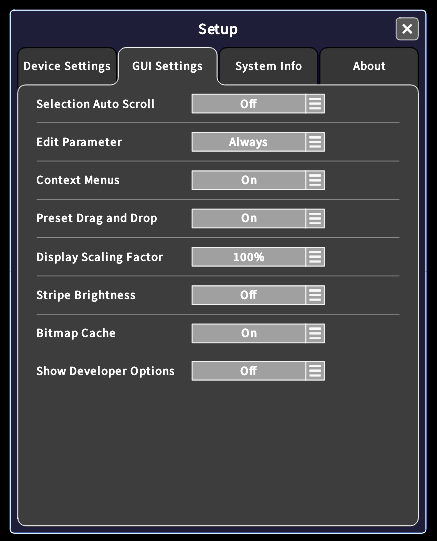 Setup
Device Settings
GUI Settings
System Info
About
Selection Auto Scroll Off
Edit Parameter Always
Context Menus On
Preset Drag and Drop On
Display Scaling Factor 100%
Stripe Brightness Off
Bitmap Cache On
Show Developer Options Off